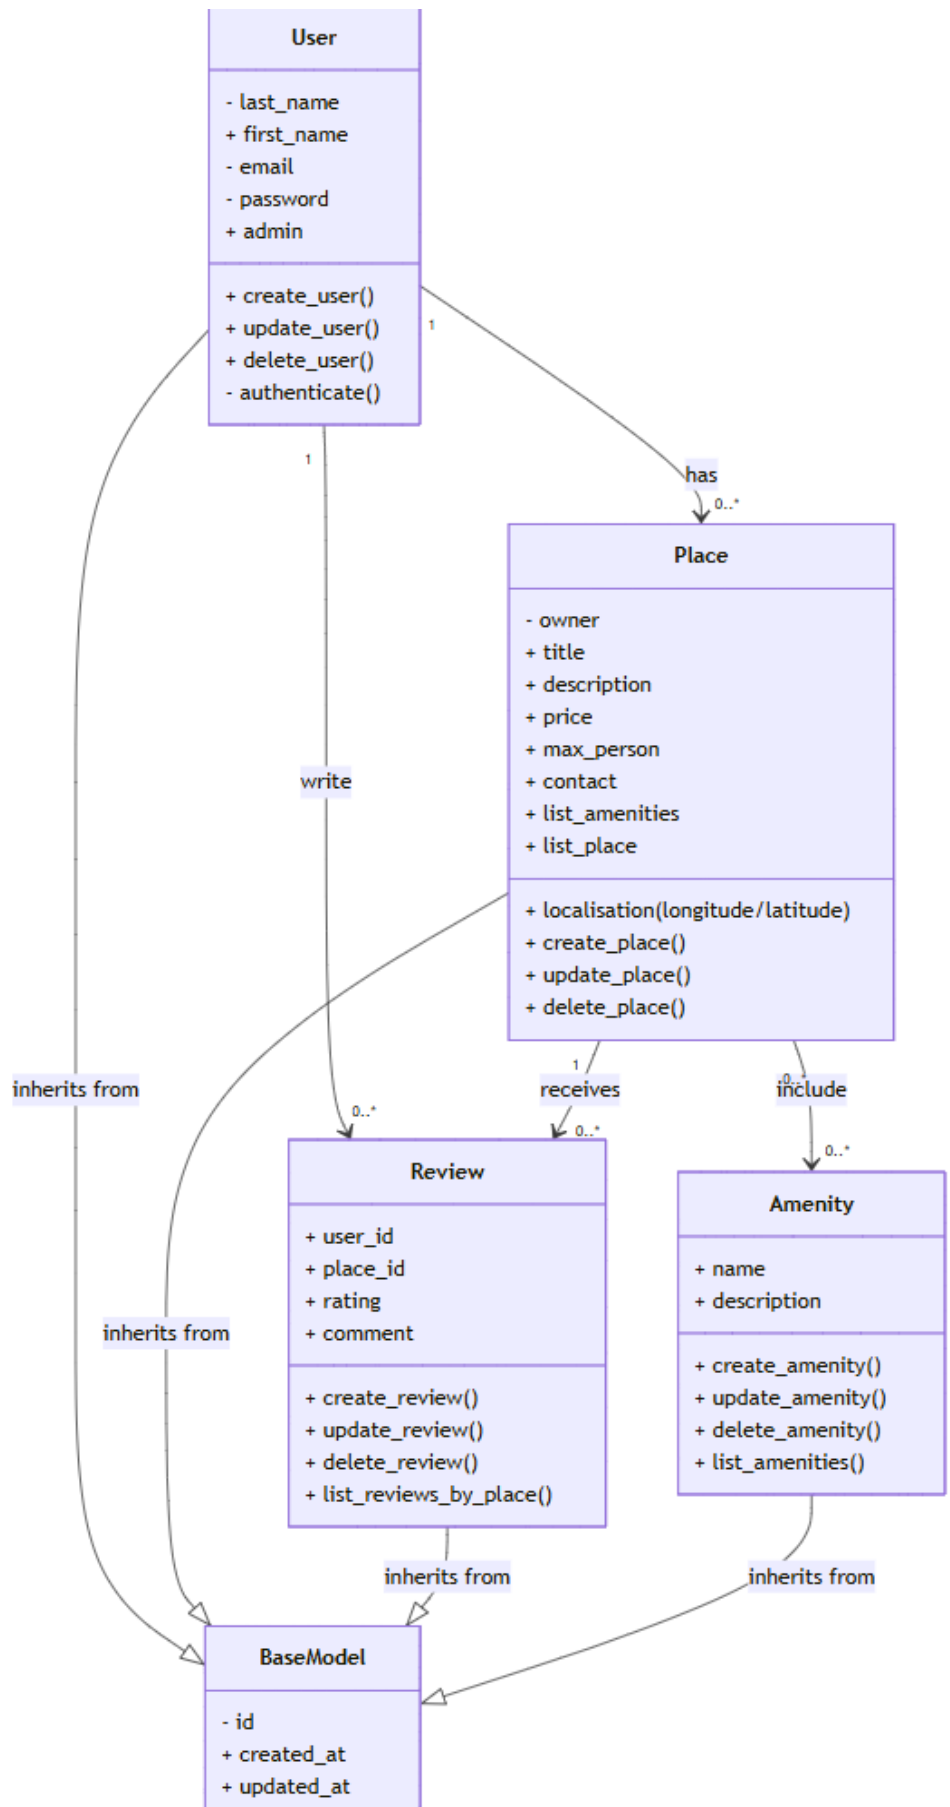 User
- last_name
+ first_name
- email
- password
+ admin
+ create_user()
+ update_user()
+ delete_user()
- authenticate()
1
1
has
0..*
Place
- owner
+ title
+ description
+ price
+ max_person
+ contact
+ list_amenities
+ list_place
+ localisation(longitude/latitude)
+ create_place()
+ update_place()
+ delete_place()
write
inherits from
1
receives
0..*
include
0..*
0..*
0..*
Review
+ user_id
+ place_id
+ rating
+ comment
+ create_review()
+ update_review()
+ delete_review()
+ list_reviews_by_place()
Amenity
+ name
+ description
+ create_amenity()
+ update_amenity()
+ delete_amenity()
+ list_amenities()
inherits from
inherits from
inherits from
BaseModel
- id
+ created_at
+ updated_at